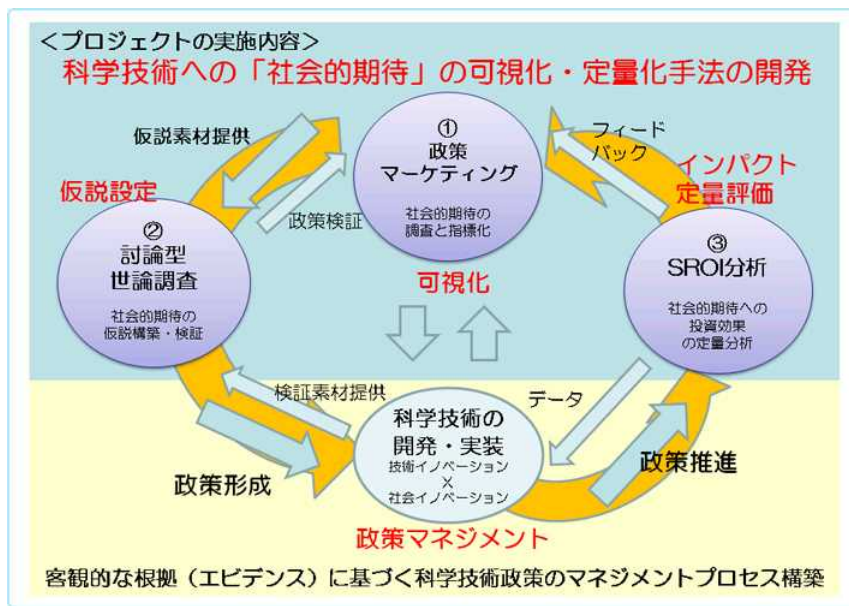 ＜プロジェクトの実施内容＞
科学技術への「社会的期待」の可視化・定量化手法の開発
仮説素材提供
①
政策
マーケティング
社会的期待の
調査と指標化
フィード
バック
インパクト
定量評価
仮説設定
政策検証
②
討論型
世論調査
社会的期待の
仮説構築・検証
可視化
③
SROI分析
社会的期待への
投資効果
の定量分析
検証素材提供
データ
科学技術の
開発・実装
技術イノベーション
×
社会イノベーション
政策形成
政策推進
政策マネジメント
客観的な根拠（エビデンス）に基づく科学技術政策のマネジメントプロセス構築